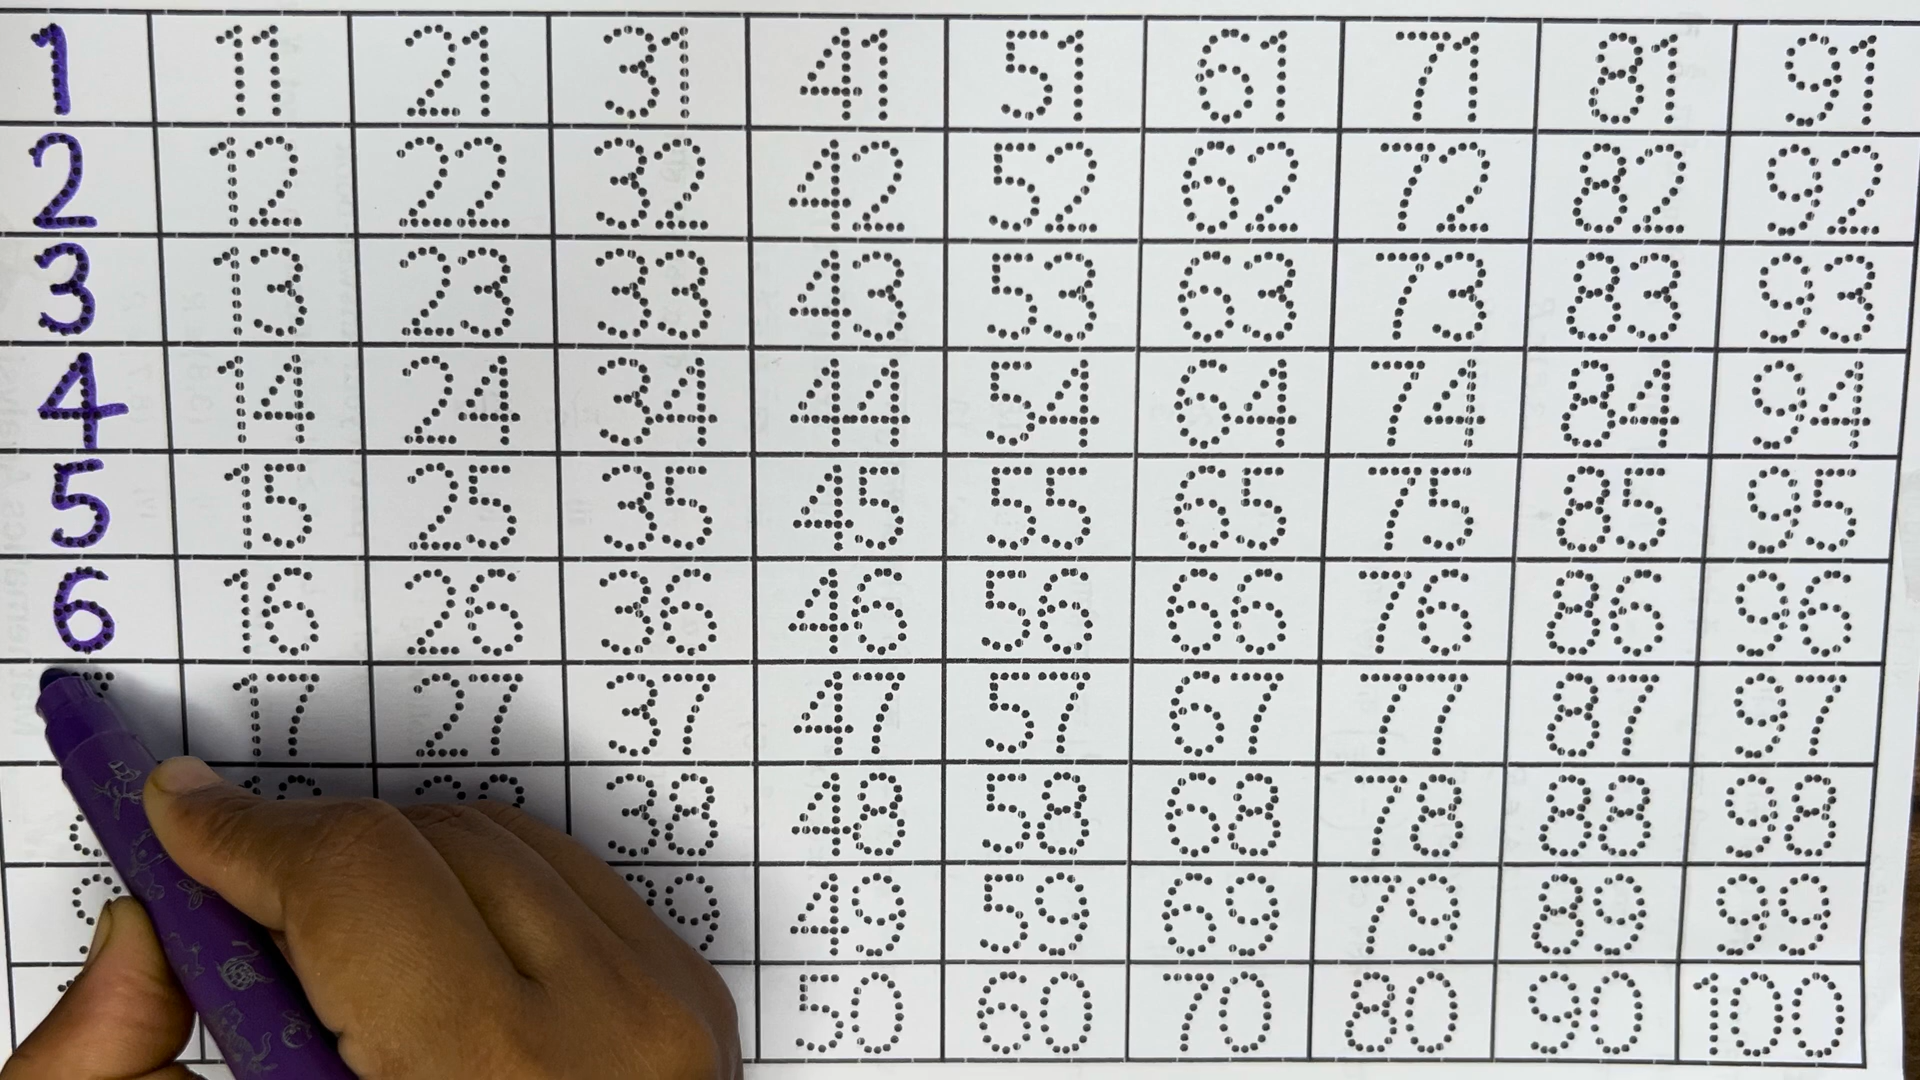 1 11 21 31 41 51 61 71 81 91
2 12 22 32 42 52 62 72 82 92
3 13 23 33 43 53 63 73 83 93
4 14 24 34 44 54 64 74 84 94
5 15 25 35 45 55 65 75 85 95
6 16 26 36 46 56 66 76 86 96
17 27 37 47 57 67 77 87 97
38 48 58 68 78 88 98
49 59 69 79 89 99
50 60 70 80 90 100